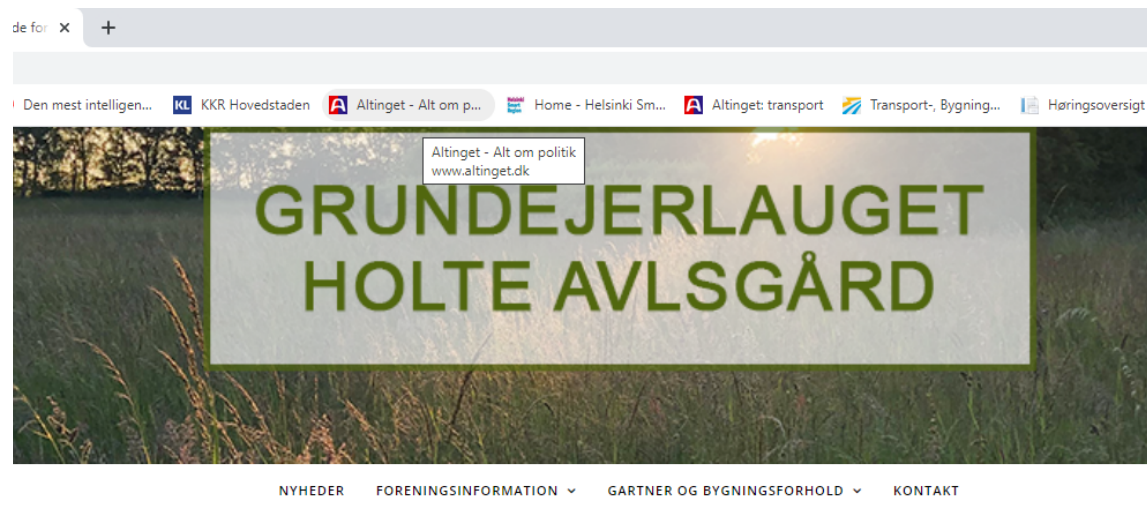 de for
Den mest intelligen... KL KKR Hovedstaden A Altinget - Alt om p... Home - Helsinki Sm... A Altinget: transport Transport-, Bygning... Høringsoversigt
Altinget - Alt om politik
www.altinget.dk
GRUNDEJERLAUGET
HOLTE AVLSGÅRD
NYHEDER FORENINGSINFORMATION GARTNER OG BYGNINGSFORHOLD KONTAKT